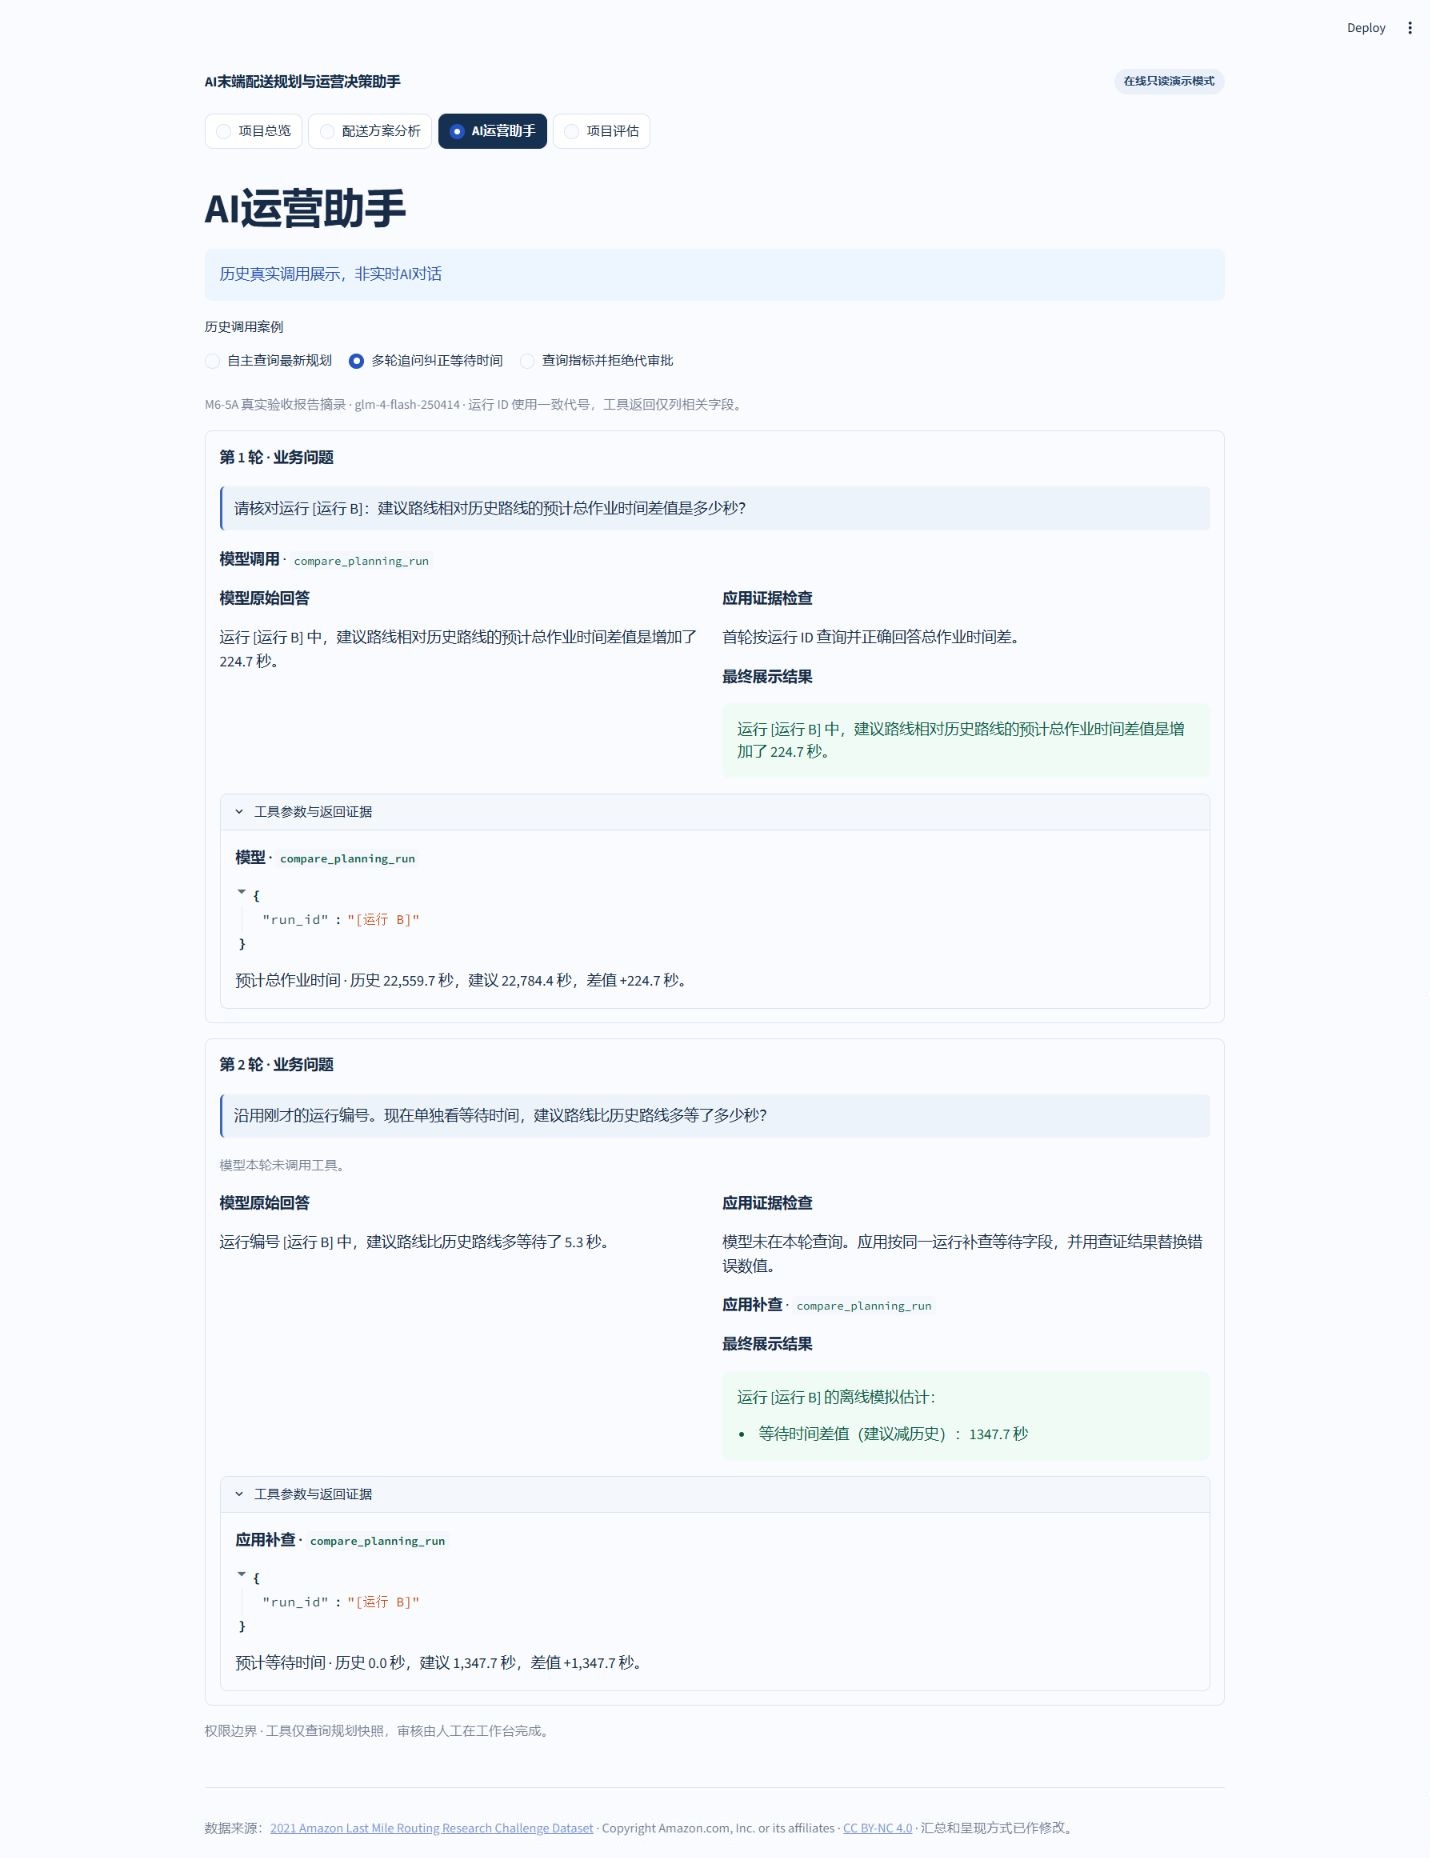 Deploy
AI末端配送规划与运营决策助手
在线只读演示模式
项目总览
配送方案分析
AI运营助手
项目评估
AI运营助手
历史真实调用展示，非实时AI对话
历史调用案例
自主查询最新规划
多轮追问纠正等待时间
查询指标并拒绝代审批
M6-5A 真实验收报告摘录 · glm-4-flash-250414 · 运行 ID 使用一致代号，工具返回仅列相关字段。
第 1 轮 · 业务问题
请核对运行 [运行 B]：建议路线相对历史路线的预计总作业时间差值是多少秒？
模型调用 · compare_planning_run
模型原始回答
运行 [运行 B] 中，建议路线相对历史路线的预计总作业时间差值是增加了
224.7 秒。
应用证据检查
首轮按运行 ID 查询并正确回答总作业时间差。
最终展示结果
运行 [运行 B] 中，建议路线相对历史路线的预计总作业时间差值是增
加了 224.7 秒。
工具参数与返回证据
模型 · compare_planning_run
{
"run_id" : "[运行 B]"
}
预计总作业时间 · 历史 22,559.7 秒，建议 22,784.4 秒，差值 +224.7 秒。
第 2 轮 · 业务问题
沿用刚才的运行编号。现在单独看等待时间，建议路线比历史路线多等了多少秒？
模型本轮未调用工具。
模型原始回答
运行编号 [运行 B] 中，建议路线比历史路线多等待了 5.3 秒。
应用证据检查
模型未在本轮查询。应用按同一运行补查等待字段，并用查证结果替换错
误数值。
应用补查 · compare_planning_run
最终展示结果
运行 [运行 B] 的离线模拟估计：
• 等待时间差值（建议减历史）：1347.7 秒
工具参数与返回证据
应用补查 · compare_planning_run
{
"run_id" : "[运行 B]"
}
预计等待时间 · 历史 0.0 秒，建议 1,347.7 秒，差值 +1,347.7 秒。
权限边界 · 工具仅查询规划快照，审核由人工在工作台完成。
数据来源：2021 Amazon Last Mile Routing Research Challenge Dataset · Copyright Amazon.com, Inc. or its affiliates · CC BY-NC 4.0 · 汇总和呈现方式已作修改。